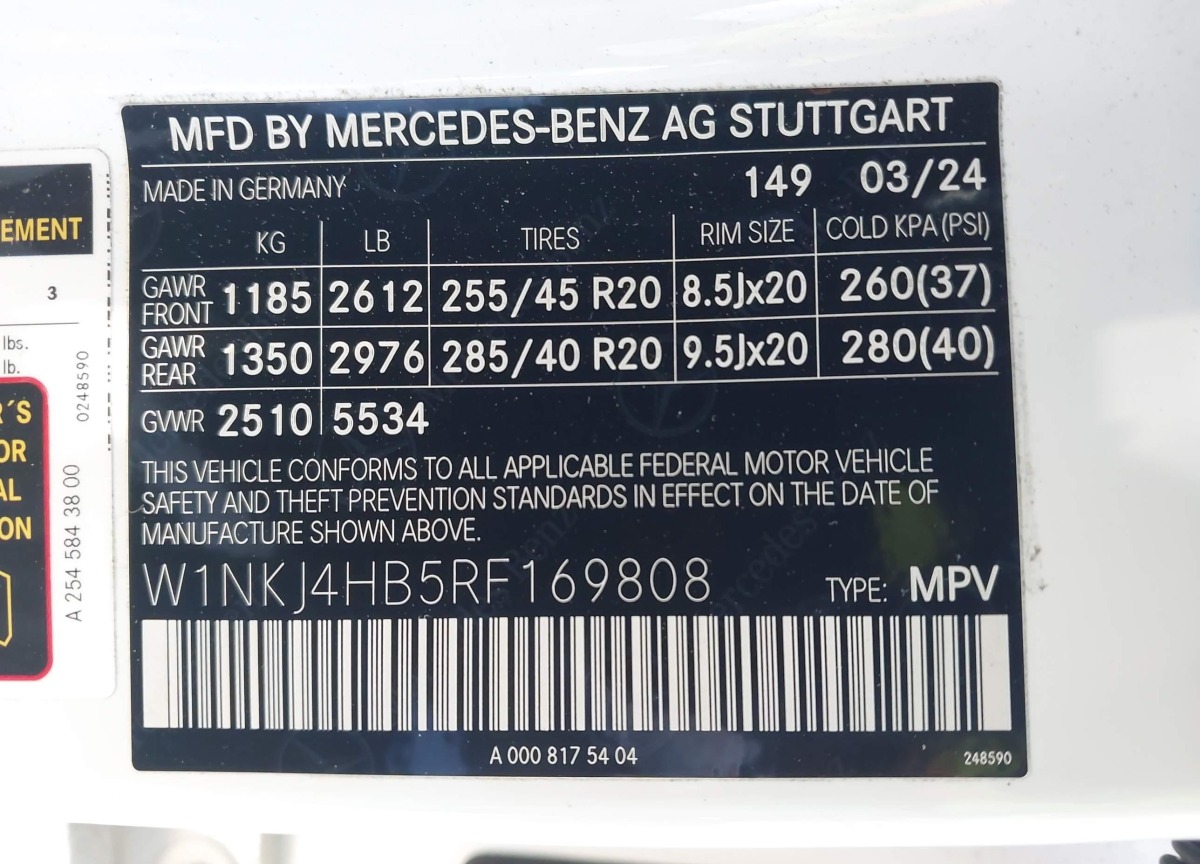 MFD BY MERCEDES-BENZ AG STUTTGART
MADE IN GERMANY 149 03/24
KG LB TIRES RIM SIZE COLD KPA (PSI)
GAWR FRONT 1185 2612 255/45 R20 8.5Jx20 260(37)
GAWR REAR 1350 2976 285/40 R20 9.5Jx20 280(40)
GVWR 2510 5534
THIS VEHICLE CONFORMS TO ALL APPLICABLE FEDERAL MOTOR VEHICLE
SAFETY AND THEFT PREVENTION STANDARDS IN EFFECT ON THE DATE OF
MANUFACTURE SHOWN ABOVE.
W1NKJ4HB5RF169808 TYPE: MPV
A 000 817 54 04 248590
EMENT
3
lbs.
lb.
R´S
OR
AL
ON
0248590
A 254 584 38 00